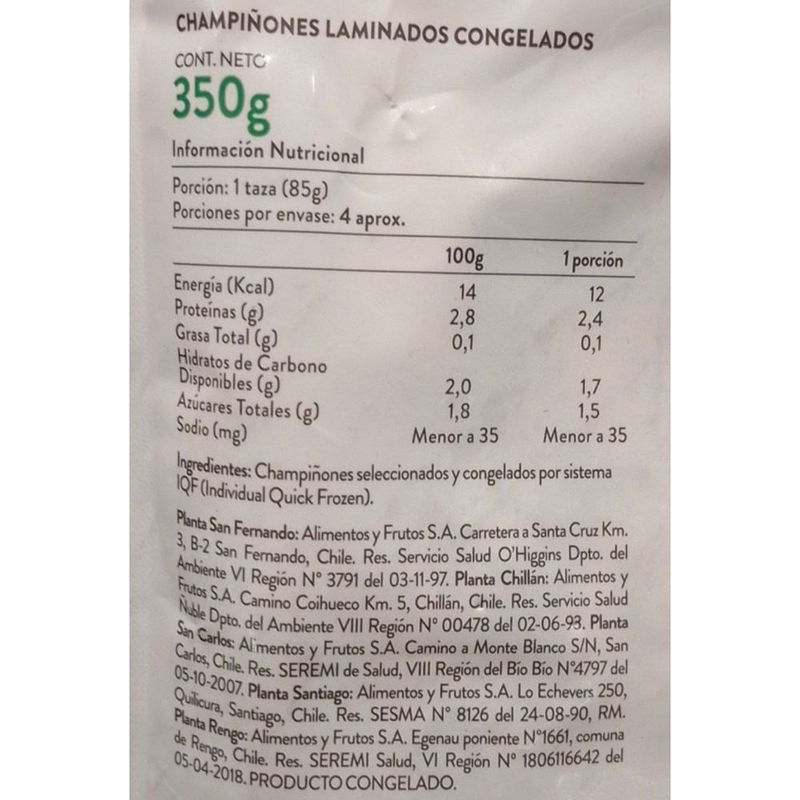 CHAMPIÑONES LAMINADOS CONGELADOS
CONT. NETO
350g
Información Nutricional
Porción: 1 taza (85g)
Porciones por envase: 4 aprox.
100g 1 porción
Energía (Kcal) 14 12
Proteínas (g) 2,8 2,4
Grasa Total (g) 0,1 0,1
Hidratos de Carbono
Disponibles (g) 2,0 1,7
Azúcares Totales (g) 1,8 1,5
Sodio (mg) Menor a 35 Menor a 35
Ingredientes: Champiñones seleccionados y congelados por sistema
IQF (Individual Quick Frozen).
Planta San Fernando: Alimentos y Frutos S.A. Carretera a Santa Cruz Km.
3, B-2 San Fernando, Chile. Res. Servicio Salud O'Higgins Dpto. del
Ambiente VI Región N° 3791 del 03-11-97. Planta Chillán: Alimentos y
Frutos S.A. Camino Coihueco Km. 5, Chillán, Chile. Res. Servicio Salud
Ñuble Dpto. del Ambiente VIII Región N° 00478 del 02-06-93. Planta
San Carlos: Alimentos y Frutos S.A. Camino a Monte Blanco S/N, San
Carlos, Chile. Res. SEREMI de Salud, VIII Región del Bío Bío N°4797 del
05-10-2007. Planta Santiago: Alimentos y Frutos S.A. Lo Echevers 250,
Quilicura, Santiago, Chile. Res. SESMA N° 8126 del 24-08-90, RM.
Planta Rengo: Alimentos y Frutos S.A. Egenau poniente N°1661, comuna
de Rengo, Chile. Res. SEREMI Salud, VI Región N° 1806116642 del
05-04-2018. PRODUCTO CONGELADO.